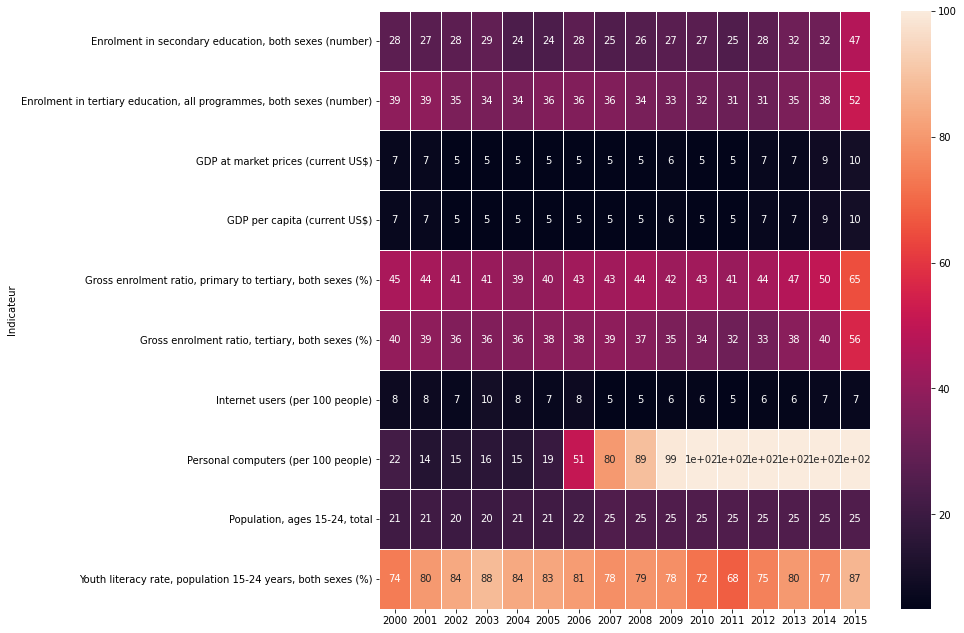 Indicateur
Enrolment in secondary education, both sexes (number) 28 27 28 29 24 24 28 25 26 27 27 25 28 32 32 47
Enrolment in tertiary education, all programmes, both sexes (number) 39 39 35 34 34 36 36 36 34 33 32 31 31 35 38 52
GDP at market prices (current US$) 7 7 5 5 5 5 5 5 5 6 5 5 7 7 9 10
GDP per capita (current US$) 7 7 5 5 5 5 5 5 5 6 5 5 7 7 9 10
Gross enrolment ratio, primary to tertiary, both sexes (%) 45 44 41 41 39 40 43 43 44 42 43 41 44 47 50 65
Gross enrolment ratio, tertiary, both sexes (%) 40 39 36 36 36 38 38 39 37 35 34 32 33 38 40 56
Internet users (per 100 people) 8 8 7 10 8 7 8 5 5 6 6 5 6 6 7 7
Personal computers (per 100 people) 22 14 15 16 15 19 51 80 89 99 1e+02 1e+02 1e+02 1e+02 1e+02 1e+02
Population, ages 15-24, total 21 21 20 20 21 21 22 25 25 25 25 25 25 25 25 25
Youth literacy rate, population 15-24 years, both sexes (%) 74 80 84 88 84 83 81 78 79 78 72 68 75 80 77 87
2000 2001 2002 2003 2004 2005 2006 2007 2008 2009 2010 2011 2012 2013 2014 2015
100
80
60
40
20